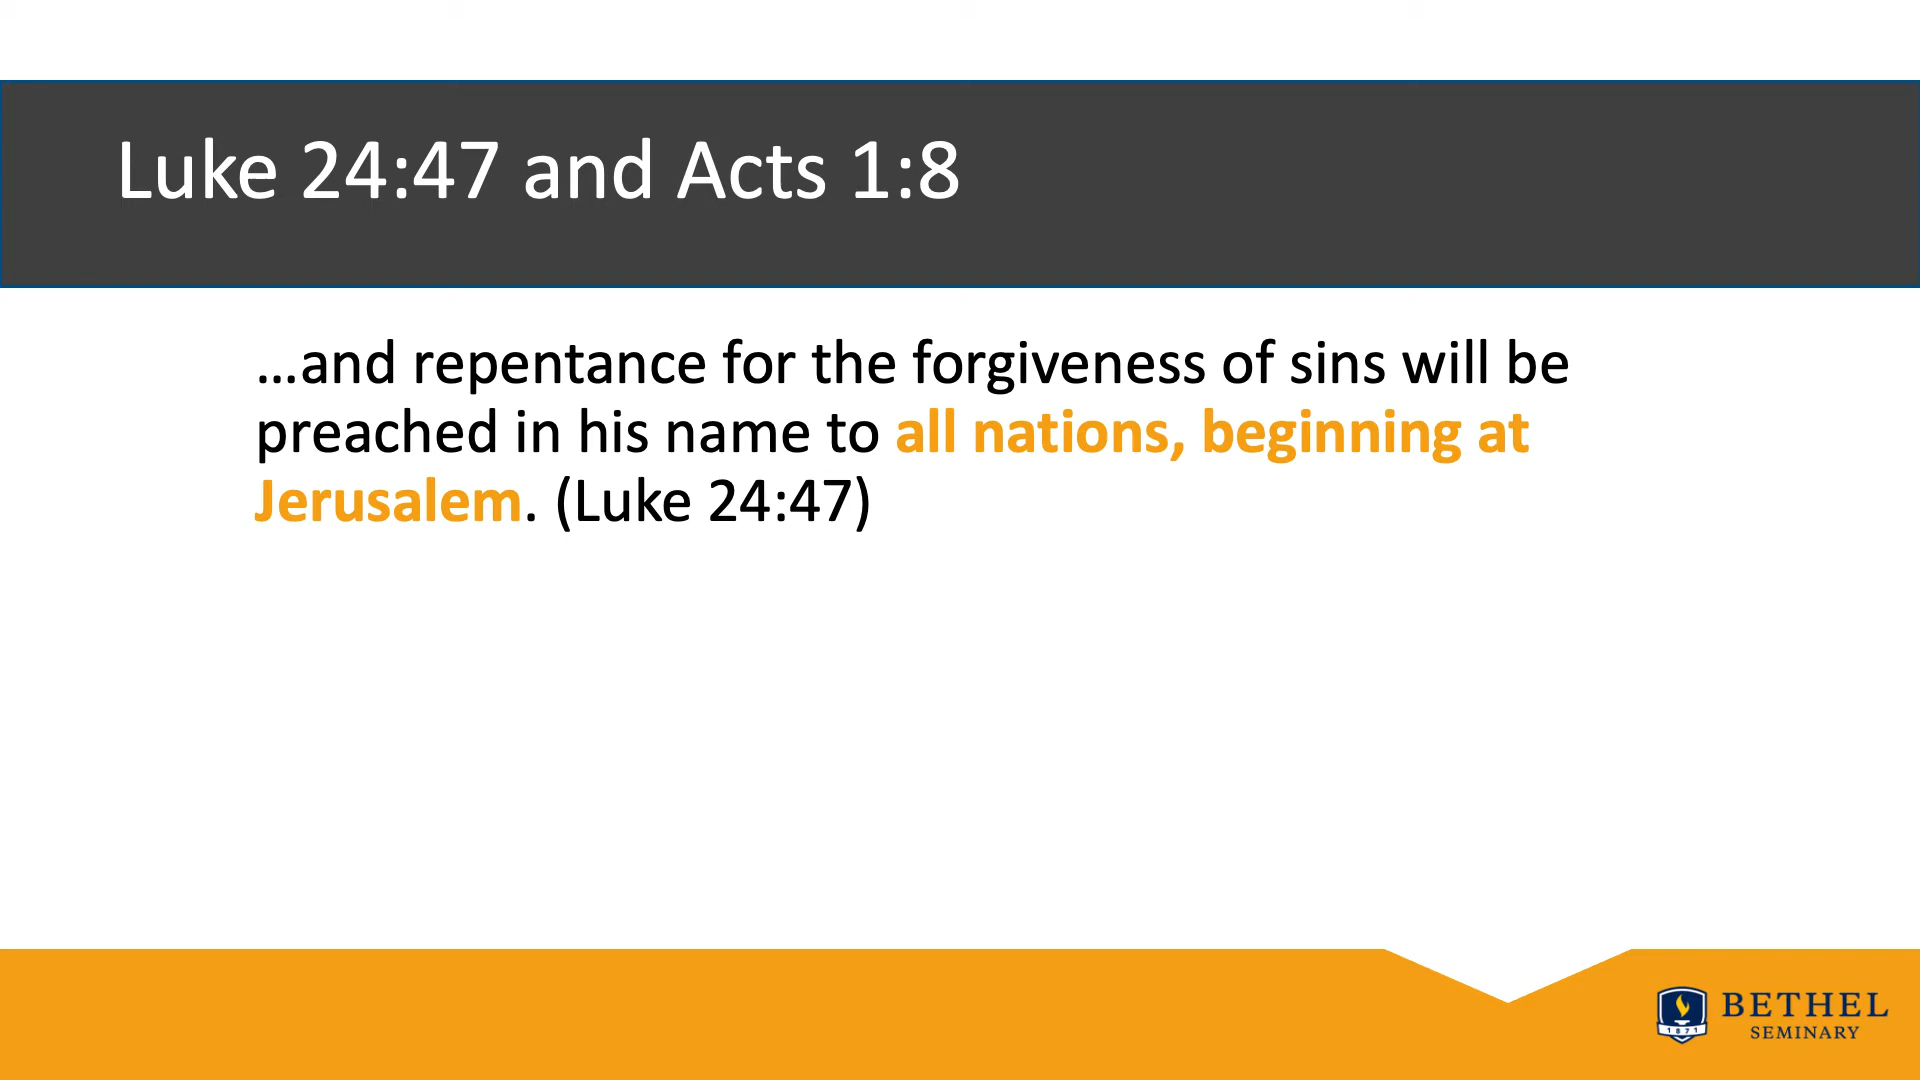 Luke 24:47 and Acts 1:8
…and repentance for the forgiveness of sins will be
preached in his name to all nations, beginning at
Jerusalem. (Luke 24:47)
1871
BETHEL
SEMINARY